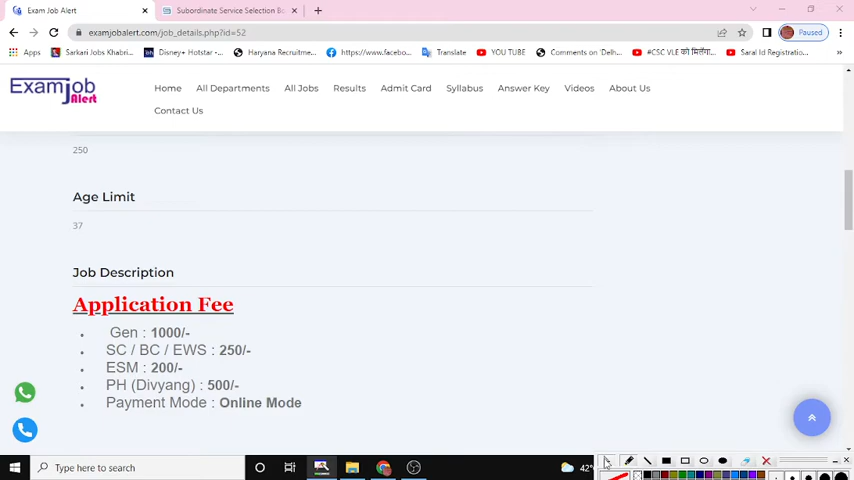 Exam Job Alert
Subordinate Service Selection Bo
examjobalert.com/job_details.php?id=52
Paused
Apps
Sarkari Jobs Khabri...
Disney+ Hotstar -...
Haryana Recruitme...
https://www.facebo...
Translate
YOU TUBE
Comments on 'Delh...
#CSC VLE को मिलेंगा...
Saral Id Registratio...
»
Examjob
Alert
Home
All Departments
All Jobs
Results
Admit Card
Syllabus
Answer Key
Videos
About Us
Contact Us
250
Age Limit
37
Job Description
Application Fee
Gen : 1000/-
SC / BC / EWS : 250/-
ESM : 200/-
PH (Divyang) : 500/-
Payment Mode : Online Mode
Type here to search
42°